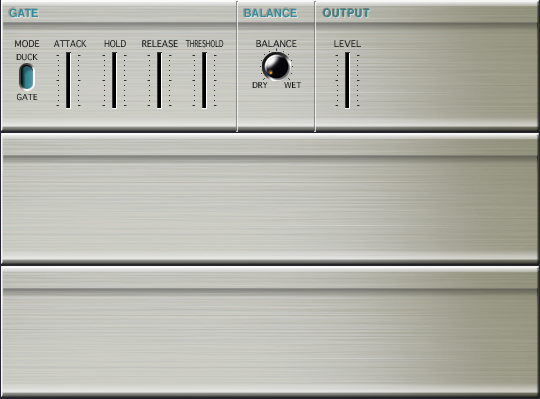 GATE BALANCE OUTPUT
MODE ATTACK HOLD RELEASE THRESHOLD BALANCE LEVEL
DUCK
DRY WET
GATE